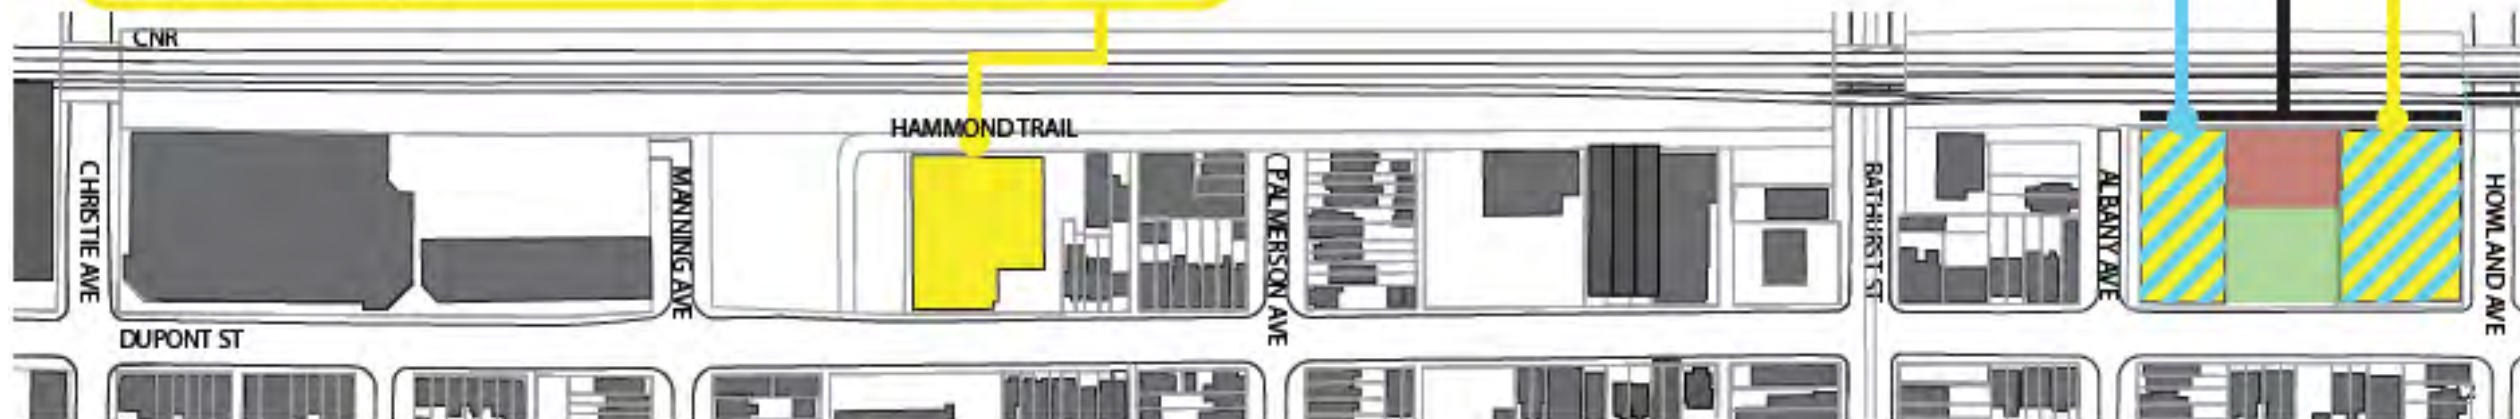 CNR
HAMMOND TRAIL
CHRISTIE AVE
MANNING AVE
PALMERSON AVE
BATHURST ST
ALBANY AVE
HOWLAND AVE
DUPONT ST